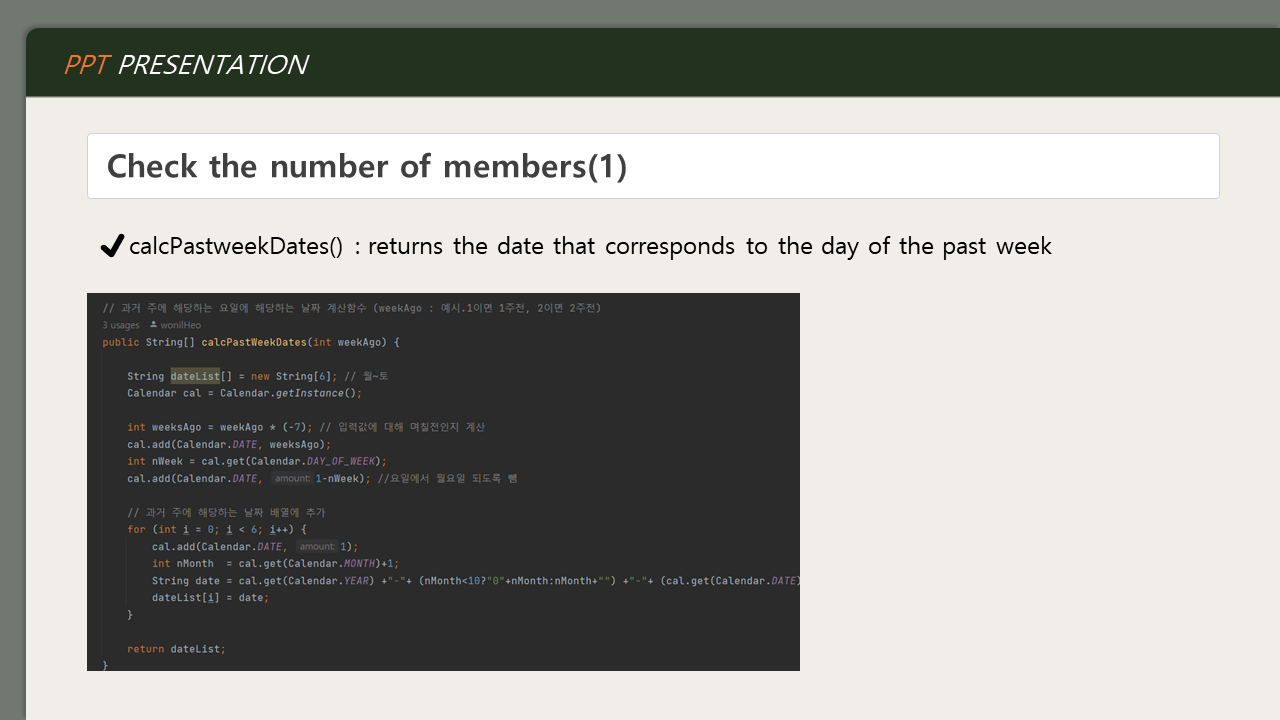 PPT PRESENTATION
Check the number of members(1)
✔calcPastweekDates() : returns the date that corresponds to the day of the past week
// 과거 주에 해당하는 요일에 해당하는 날짜 계산함수 (weekAgo : 예시.1이면 1주전, 2이면 2주전)
3 usages wonilHeo
public String[] calcPastWeekDates(int weekAgo) {
String dateList[] = new String[6]; // 월~토
Calendar cal = Calendar.getInstance();
int weeksAgo = weekAgo * (-7); // 입력값에 대해 며칠전인지 계산
cal.add(Calendar.DATE, weeksAgo);
int nWeek = cal.get(Calendar.DAY_OF_WEEK);
cal.add(Calendar.DATE, amount: 1-nWeek); //요일에서 월요일 되도록 뺌
// 과거 주에 해당하는 날짜 배열에 추가
for (int i = 0; i < 6; i++) {
cal.add(Calendar.DATE, amount: 1);
int nMonth = cal.get(Calendar.MONTH)+1;
String date = cal.get(Calendar.YEAR) +"-"+ (nMonth<10?"0"+nMonth:nMonth+"") +"-"+ (cal.get(Calendar.DATE)
dateList[i] = date;
}
return dateList;
}